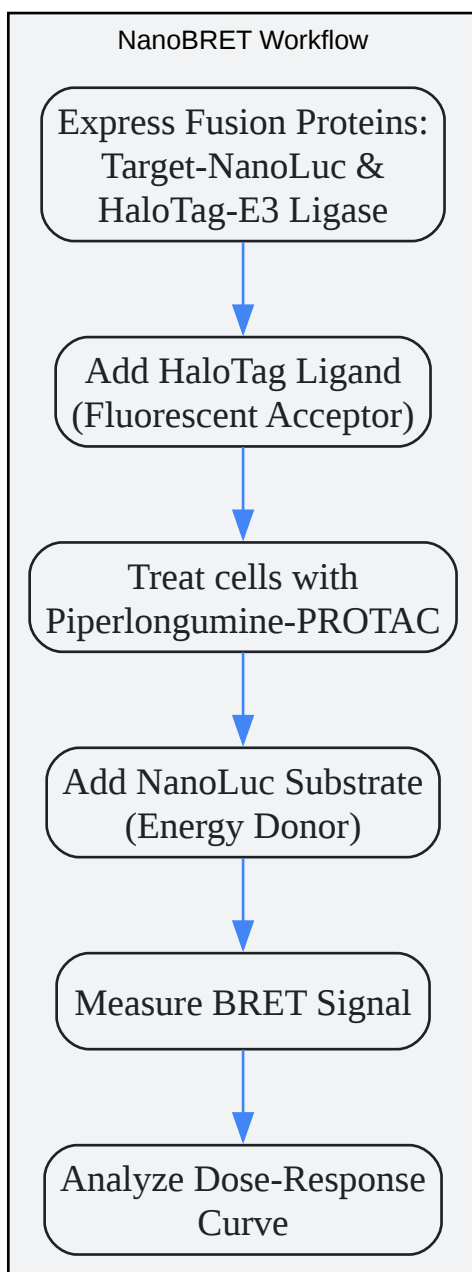 NanoBRET Workflow
Express Fusion Proteins:
Target-NanoLuc &
HaloTag-E3 Ligase
Add HaloTag Ligand
(Fluorescent Acceptor)
Treat cells with
Piperlongumine-PROTAC
Add NanoLuc Substrate
(Energy Donor)
Measure BRET Signal
Analyze Dose-Response
Curve